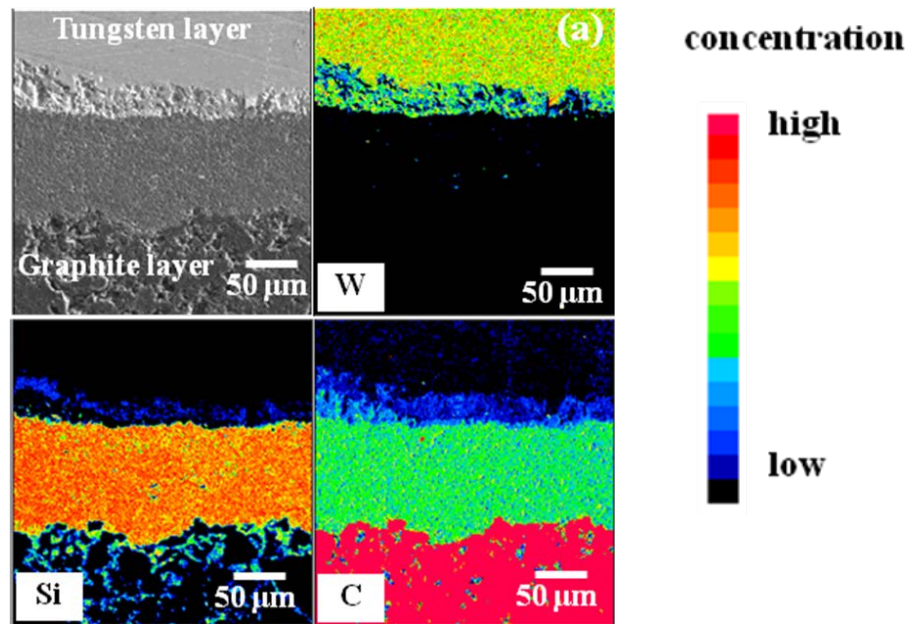 Tungsten layer
(a)
concentration
high
low
Graphite layer
50 μm
W
50 μm
Si
50 μm
C
50 μm